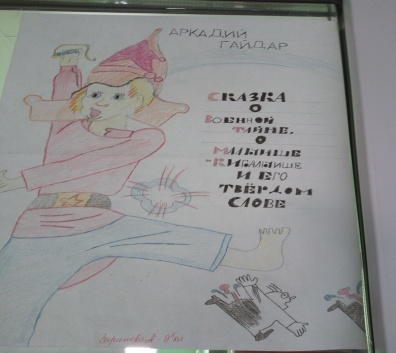 АРКАДИЙ
ГАЙДАР
СКАЗКА
О
ВОЕННОЙ
ТАЙНЕ,
О
МАЛЬЧИШЕ
-КИБАЛЬЧИШЕ
И ЕГО
ТВЁРДОМ
СЛОВЕ